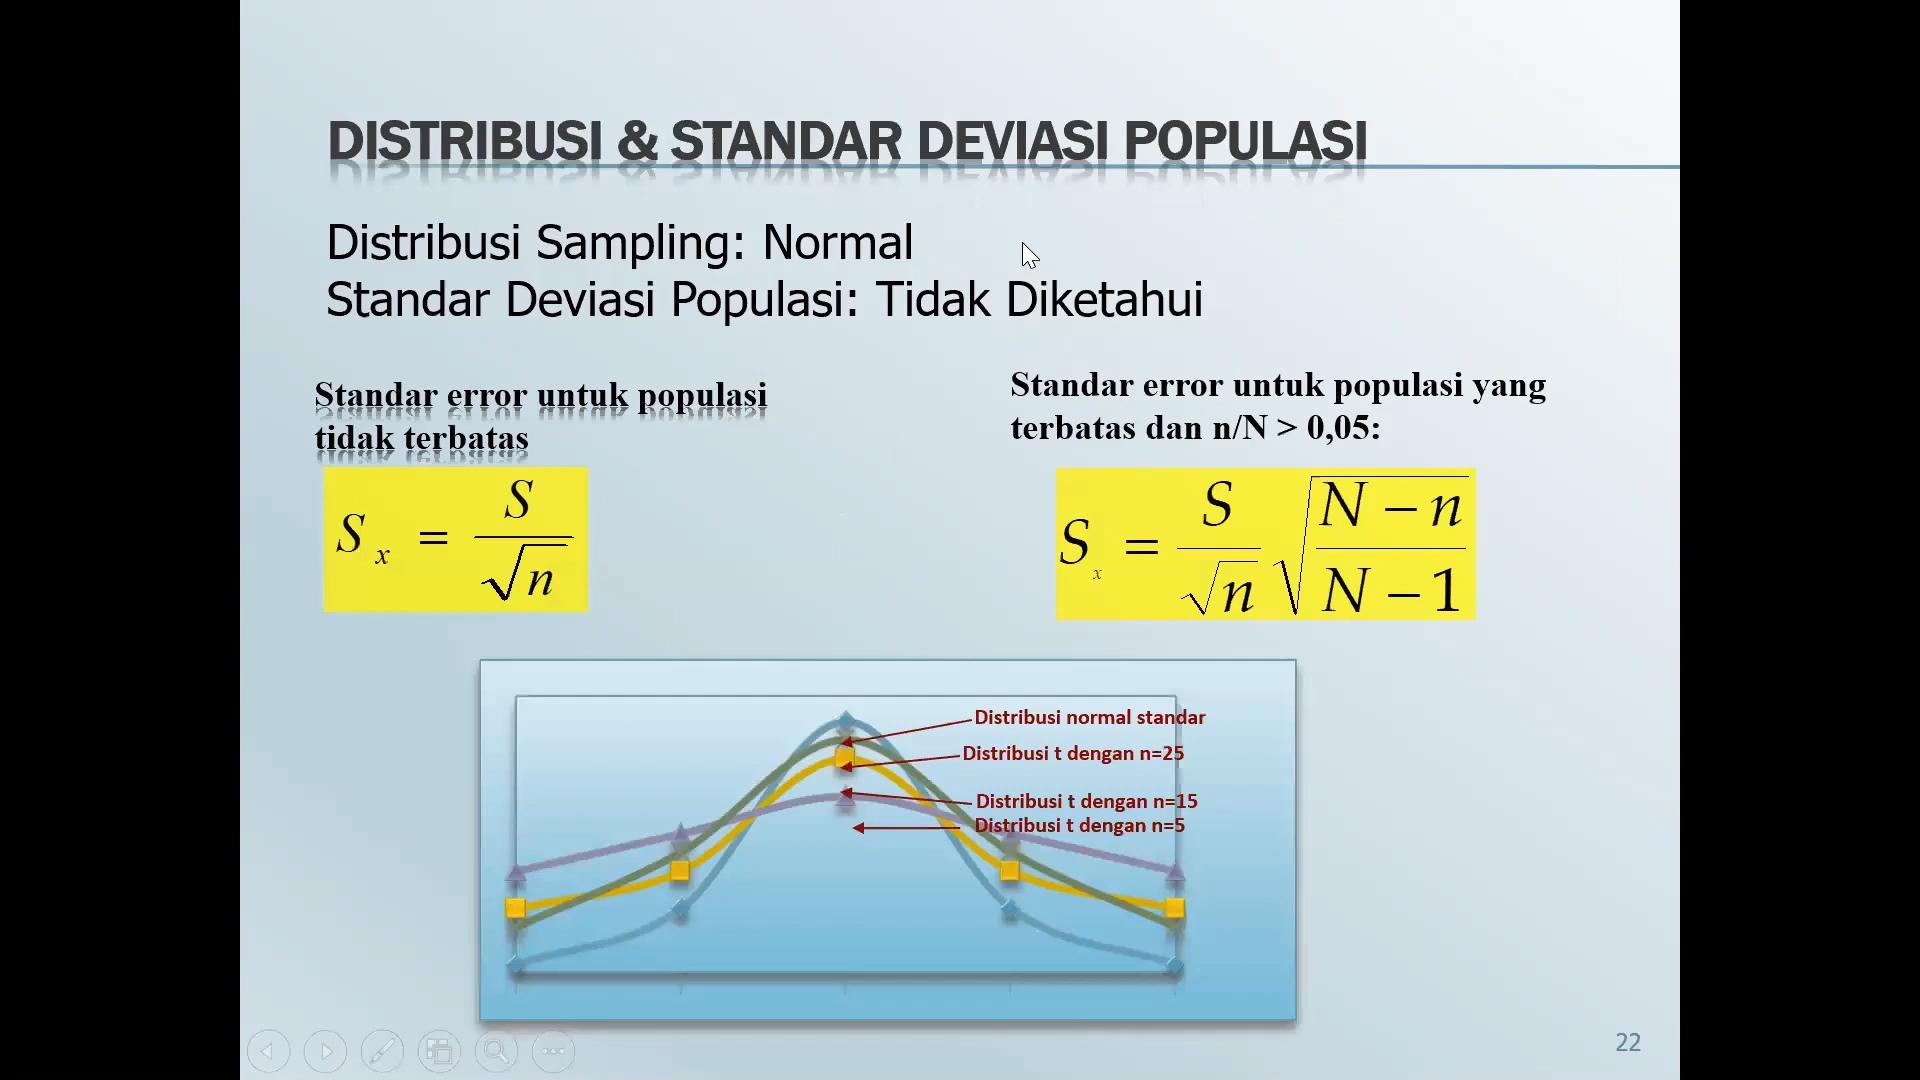 DISTRIBUSI & STANDAR DEVIASI POPULASI
Distribusi Sampling: Normal
Standar Deviasi Populasi: Tidak Diketahui
Standar error untuk populasi
tidak terbatas
S x = S / √n
Standar error untuk populasi yang
terbatas dan n/N > 0,05:
S x = S / √n √(N − n / N − 1)
Distribusi normal standar
Distribusi t dengan n=25
Distribusi t dengan n=15
Distribusi t dengan n=5
22